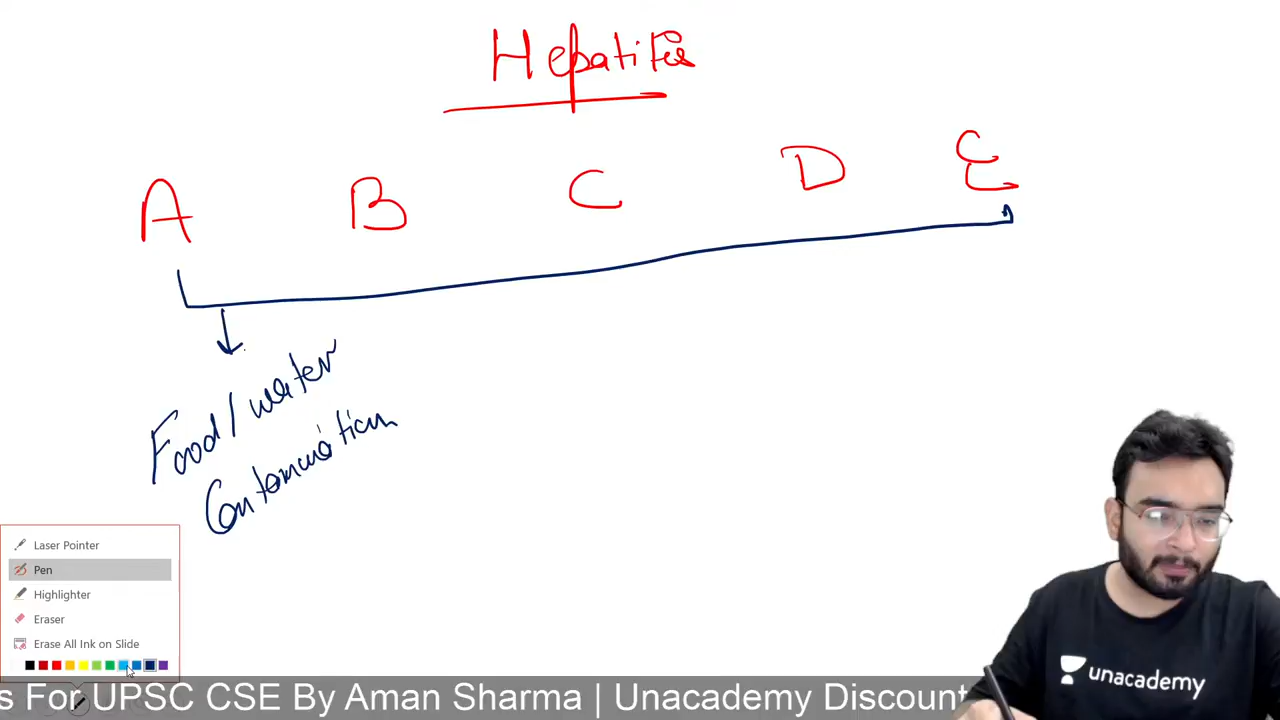 Hepatitis
A B C D E
Food/water
Contamination
Laser Pointer
Pen
Highlighter
Eraser
Erase All Ink on Slide
unacademy
s For UPSC CSE By Aman Sharma | Unacademy Discount